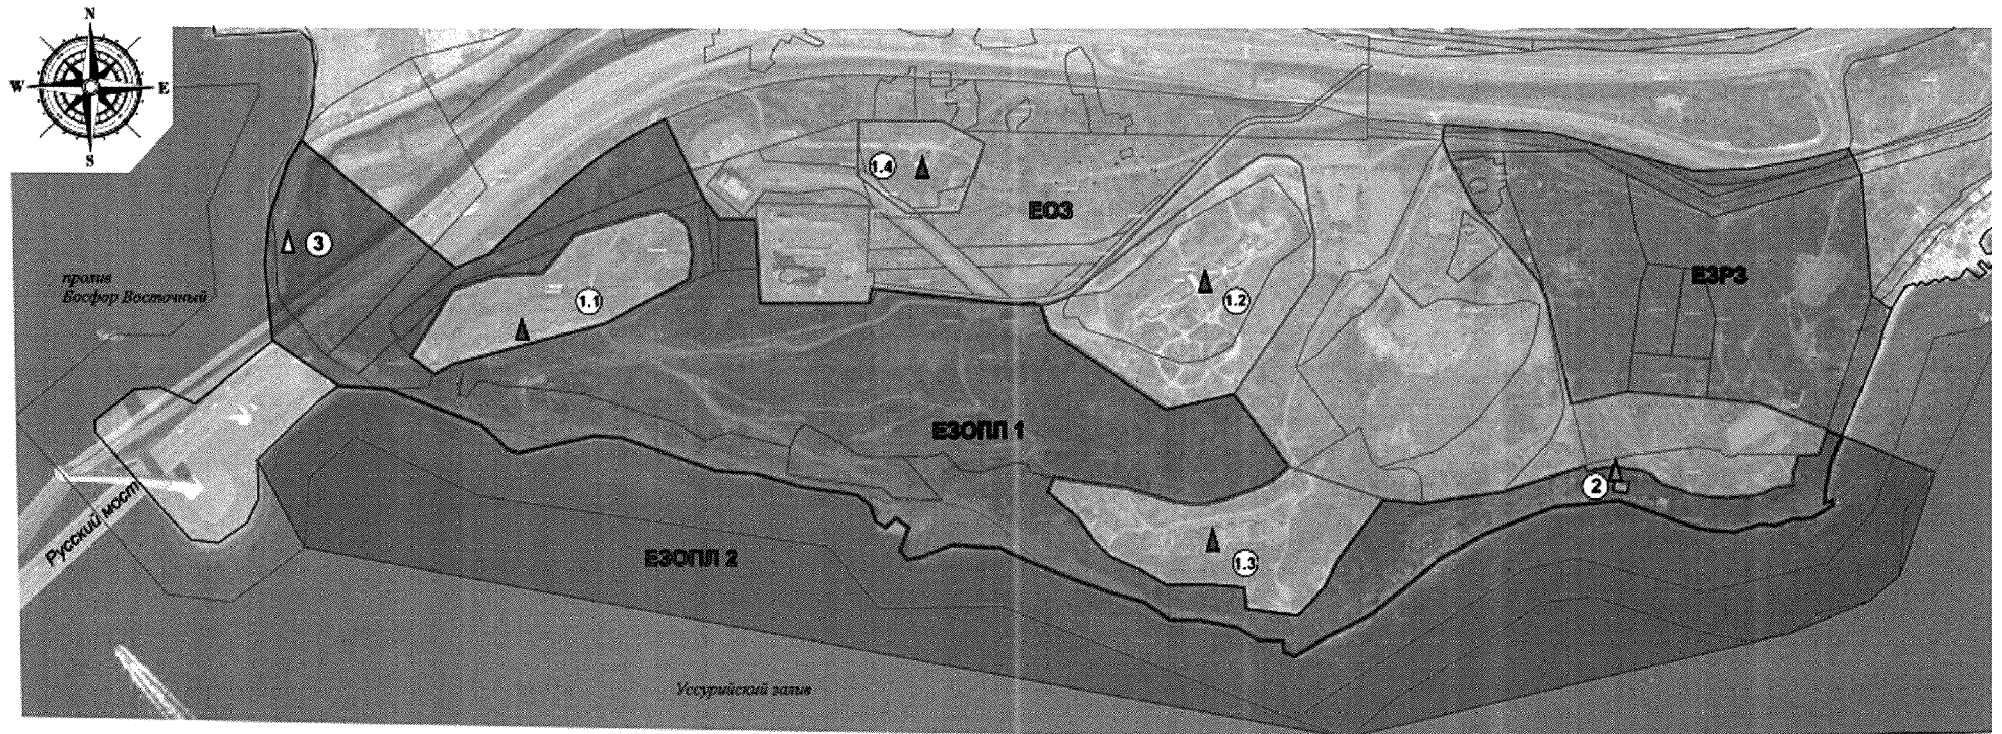 N
W
E
S
1.4
ЕОЗ
3
пролив
Босфор Восточный
1.1
1.2
ЕЗРЗ
ЕЗОПЛ 1
2
Русский мост
ЕЗОПЛ 2
1.3
Уссурийский залив